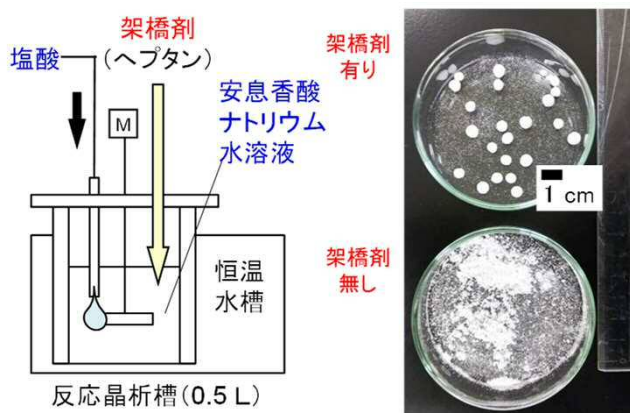 塩酸
架橋剤
(ヘプタン)
安息香酸
ナトリウム
水溶液
M
恒温
水槽
反応晶析槽(0.5 L)
架橋剤
有り
1 cm
架橋剤
無し